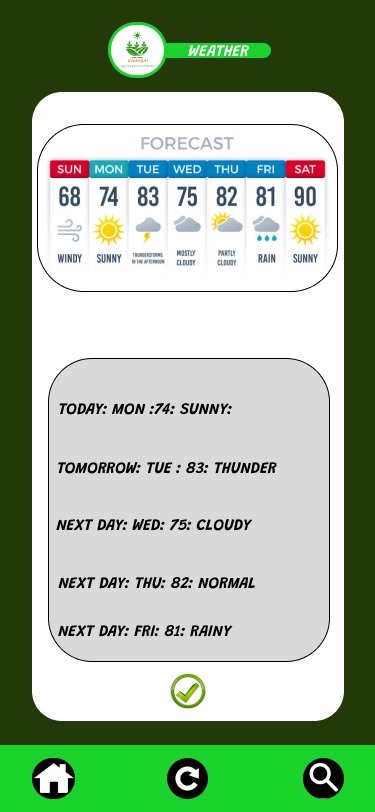 WEATHER
FORECAST
SUN MON TUE WED THU FRI SAT
68 74 83 75 82 81 90
WINDY SUNNY THUNDERSTORMS IN THE AFTERNOON MOSTLY CLOUDY PARTLY CLOUDY RAIN SUNNY
TODAY: MON :74: SUNNY:
TOMORROW: TUE : 83: THUNDER
NEXT DAY: WED: 75: CLOUDY
NEXT DAY: THU: 82: NORMAL
NEXT DAY: FRI: 81: RAINY